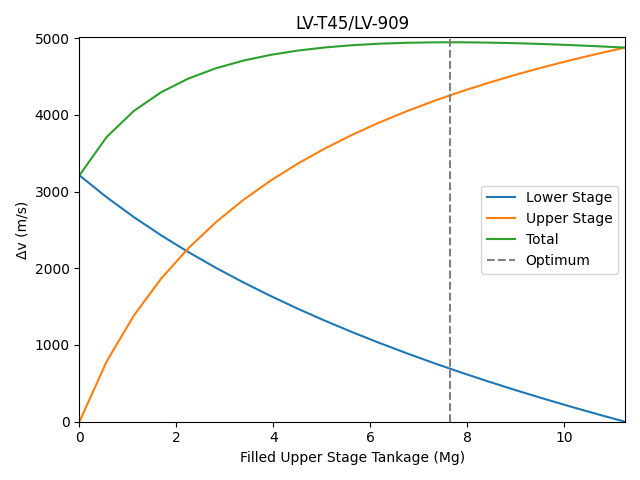 LV-T45/LV-909
Δv (m/s)
5000
4000
3000
2000
1000
0
Lower Stage
Upper Stage
Total
Optimum
0 2 4 6 8 10
Filled Upper Stage Tankage (Mg)